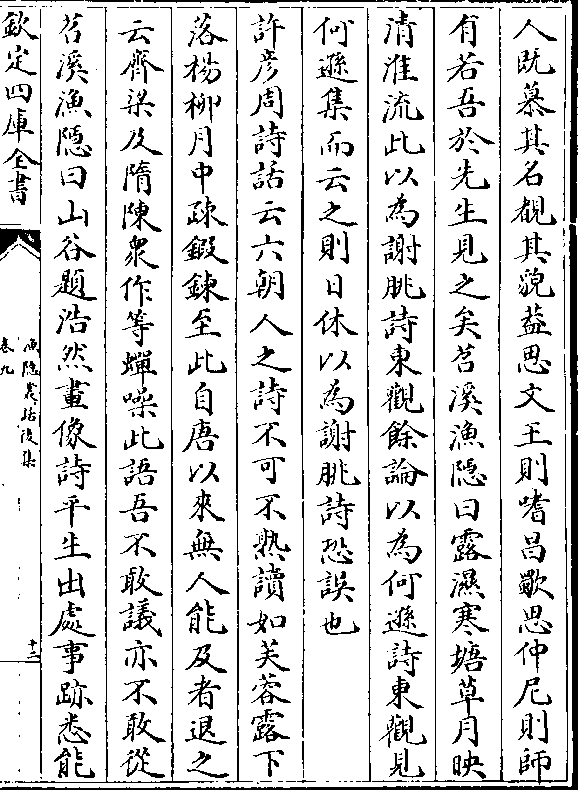 人既慕其名覩其貌蓋思文王則嗜昌歜思仲尼則師
有若吾於先生見之矣苕溪漁隠曰露濕寒塘草月映
清淮流此以為謝朓詩東觀餘論以為何遜詩東觀見
何遜集而云之則日休以為謝朓詩恐誤也
許彦周詩話云六朝人之詩不可不熟讀如芙蓉露下
落楊柳月中疎鍛鍊至此自唐以來無人能及者退之
云齊梁及隋陳衆作等蟬噪此語吾不敢議亦不敢從
苕溪漁隠曰山谷題浩然畫像詩平生出處事跡悉能
欽定四庫全書
漁隠叢話後集
卷九
十二